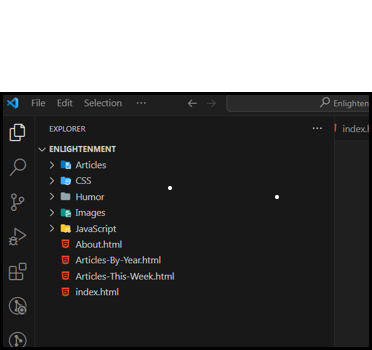 File Edit Selection ··· Enlighten
EXPLORER ···
index.h
ENLIGHTENMENT
Articles
CSS
Humor
Images
JavaScript
About.html
Articles-By-Year.html
Articles-This-Week.html
index.html